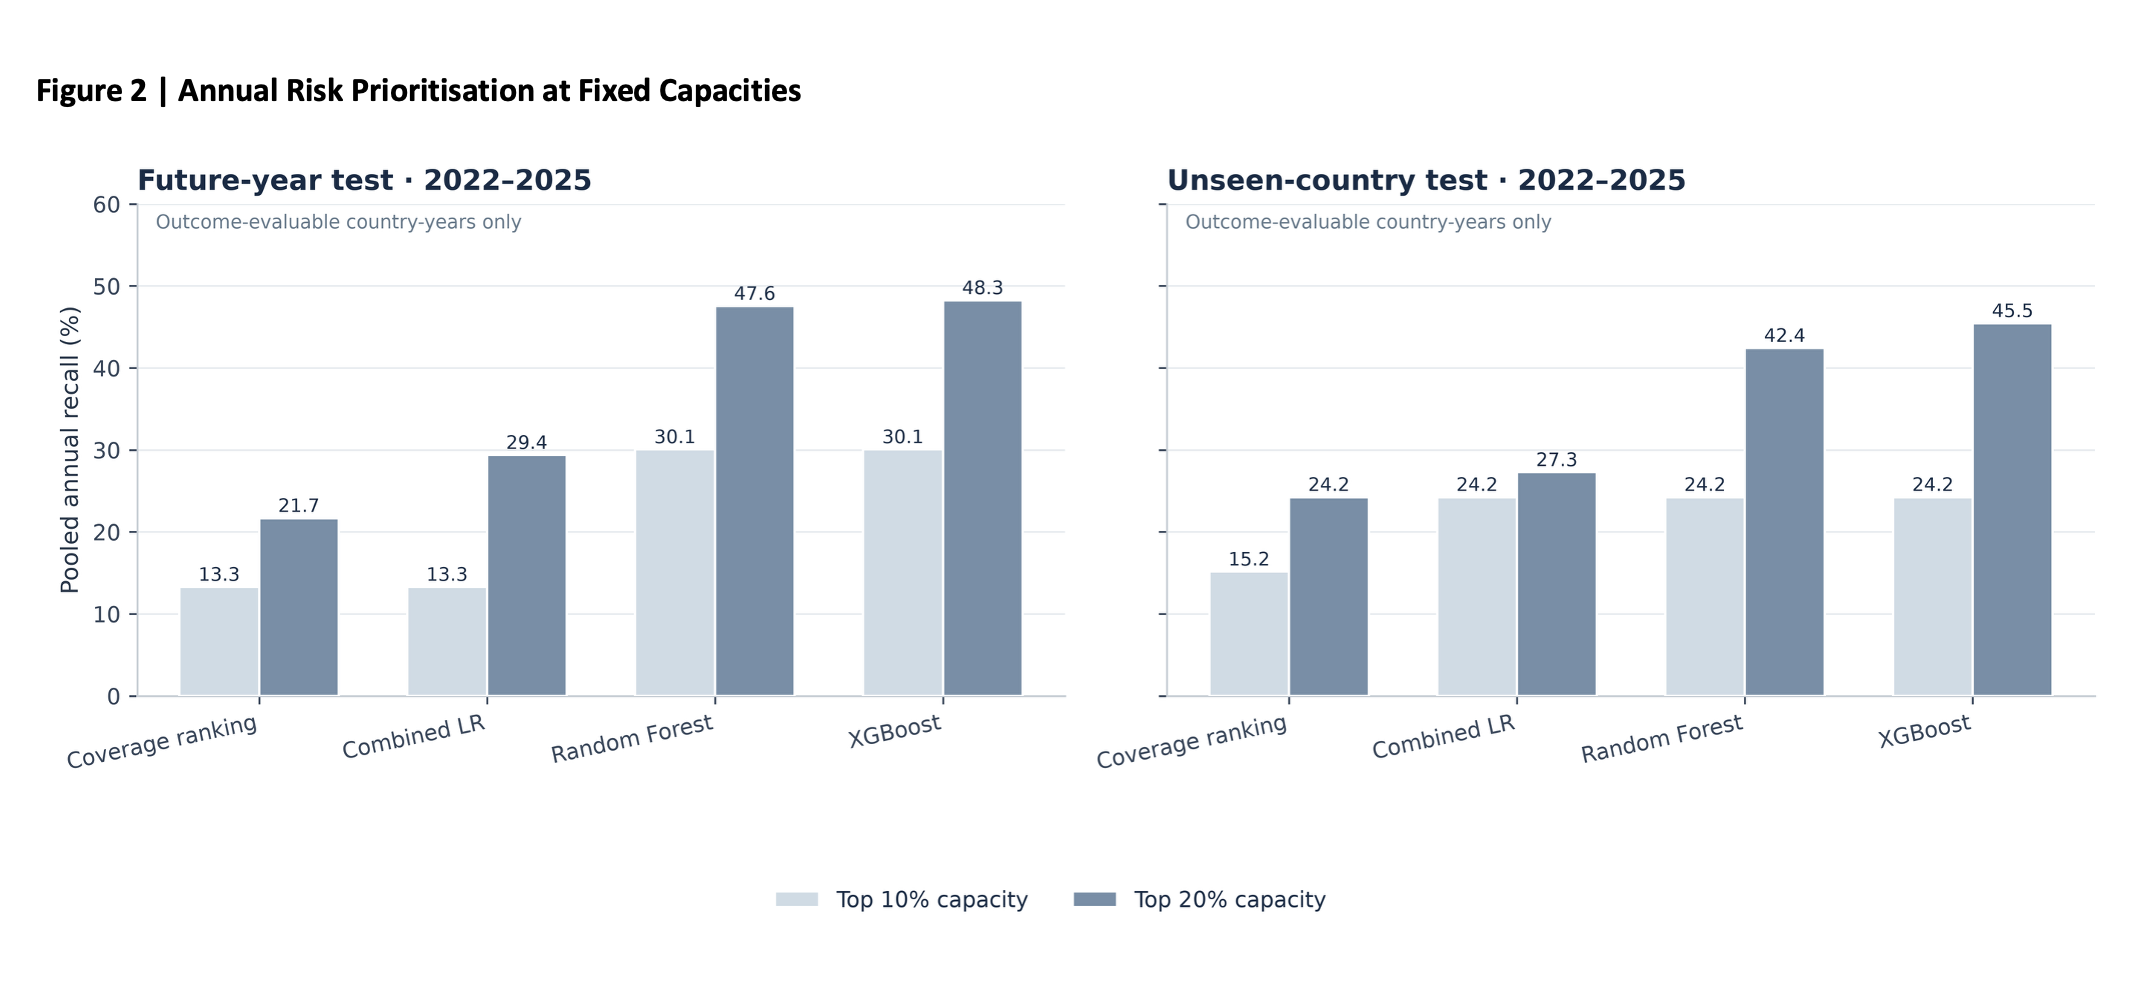 Figure 2 | Annual Risk Prioritisation at Fixed Capacities
Future-year test · 2022–2025
Outcome-evaluable country-years only
Pooled annual recall (%)
60
50
40
30
20
10
0
13.3
21.7
13.3
29.4
30.1
47.6
30.1
48.3
Coverage ranking
Combined LR
Random Forest
XGBoost
Unseen-country test · 2022–2025
Outcome-evaluable country-years only
15.2
24.2
24.2
27.3
24.2
42.4
24.2
45.5
Coverage ranking
Combined LR
Random Forest
XGBoost
Top 10% capacity
Top 20% capacity